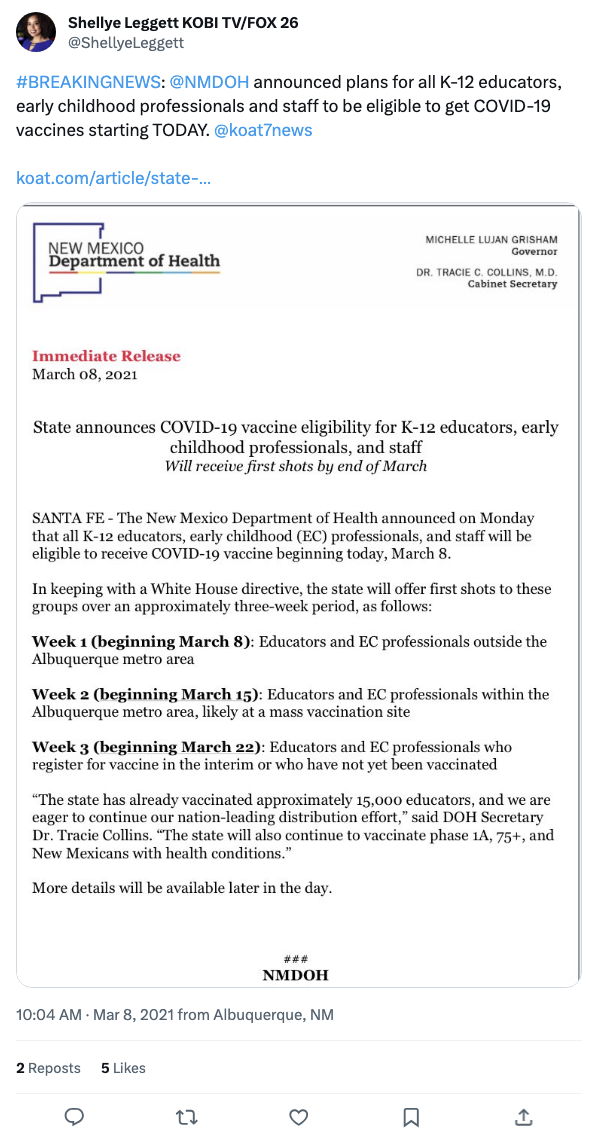 Shellye Leggett KOBI TV/FOX 26
@ShellyeLeggett
#BREAKINGNEWS: @NMDOH announced plans for all K-12 educators,
early childhood professionals and staff to be eligible to get COVID-19
vaccines starting TODAY. @koat7news
koat.com/article/state-...
NEW MEXICO
Department of Health
MICHELLE LUJAN GRISHAM
Governor
DR. TRACIE C. COLLINS, M.D.
Cabinet Secretary
Immediate Release
March 08, 2021
State announces COVID-19 vaccine eligibility for K-12 educators, early
childhood professionals, and staff
Will receive first shots by end of March
SANTA FE - The New Mexico Department of Health announced on Monday
that all K-12 educators, early childhood (EC) professionals, and staff will be
eligible to receive COVID-19 vaccine beginning today, March 8.
In keeping with a White House directive, the state will offer first shots to these
groups over an approximately three-week period, as follows:
Week 1 (beginning March 8): Educators and EC professionals outside the
Albuquerque metro area
Week 2 (beginning March 15): Educators and EC professionals within the
Albuquerque metro area, likely at a mass vaccination site
Week 3 (beginning March 22): Educators and EC professionals who
register for vaccine in the interim or who have not yet been vaccinated
“The state has already vaccinated approximately 15,000 educators, and we are
eager to continue our nation-leading distribution effort,” said DOH Secretary
Dr. Tracie Collins. “The state will also continue to vaccinate phase 1A, 75+, and
New Mexicans with health conditions.”
More details will be available later in the day.
###
NMDOH
10:04 AM · Mar 8, 2021 from Albuquerque, NM
2 Reposts 5 Likes